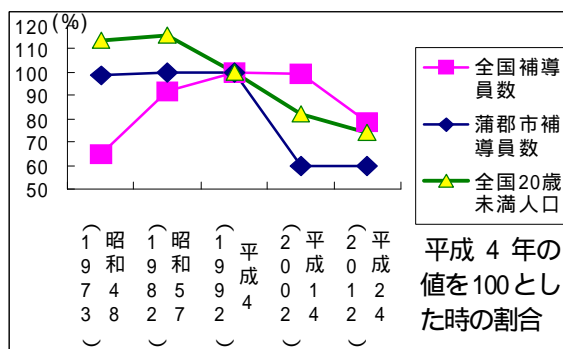 (%)
120
110
100
90
80
70
60
50
昭和48
(1973)
昭和57
(1982)
平成4
(1992)
平成14
(2002)
平成24
(2012)
全国補導
員数
蒲郡市補
導員数
全国20歳
未満人口
平成 4 年の
値を100とし
た時の割合